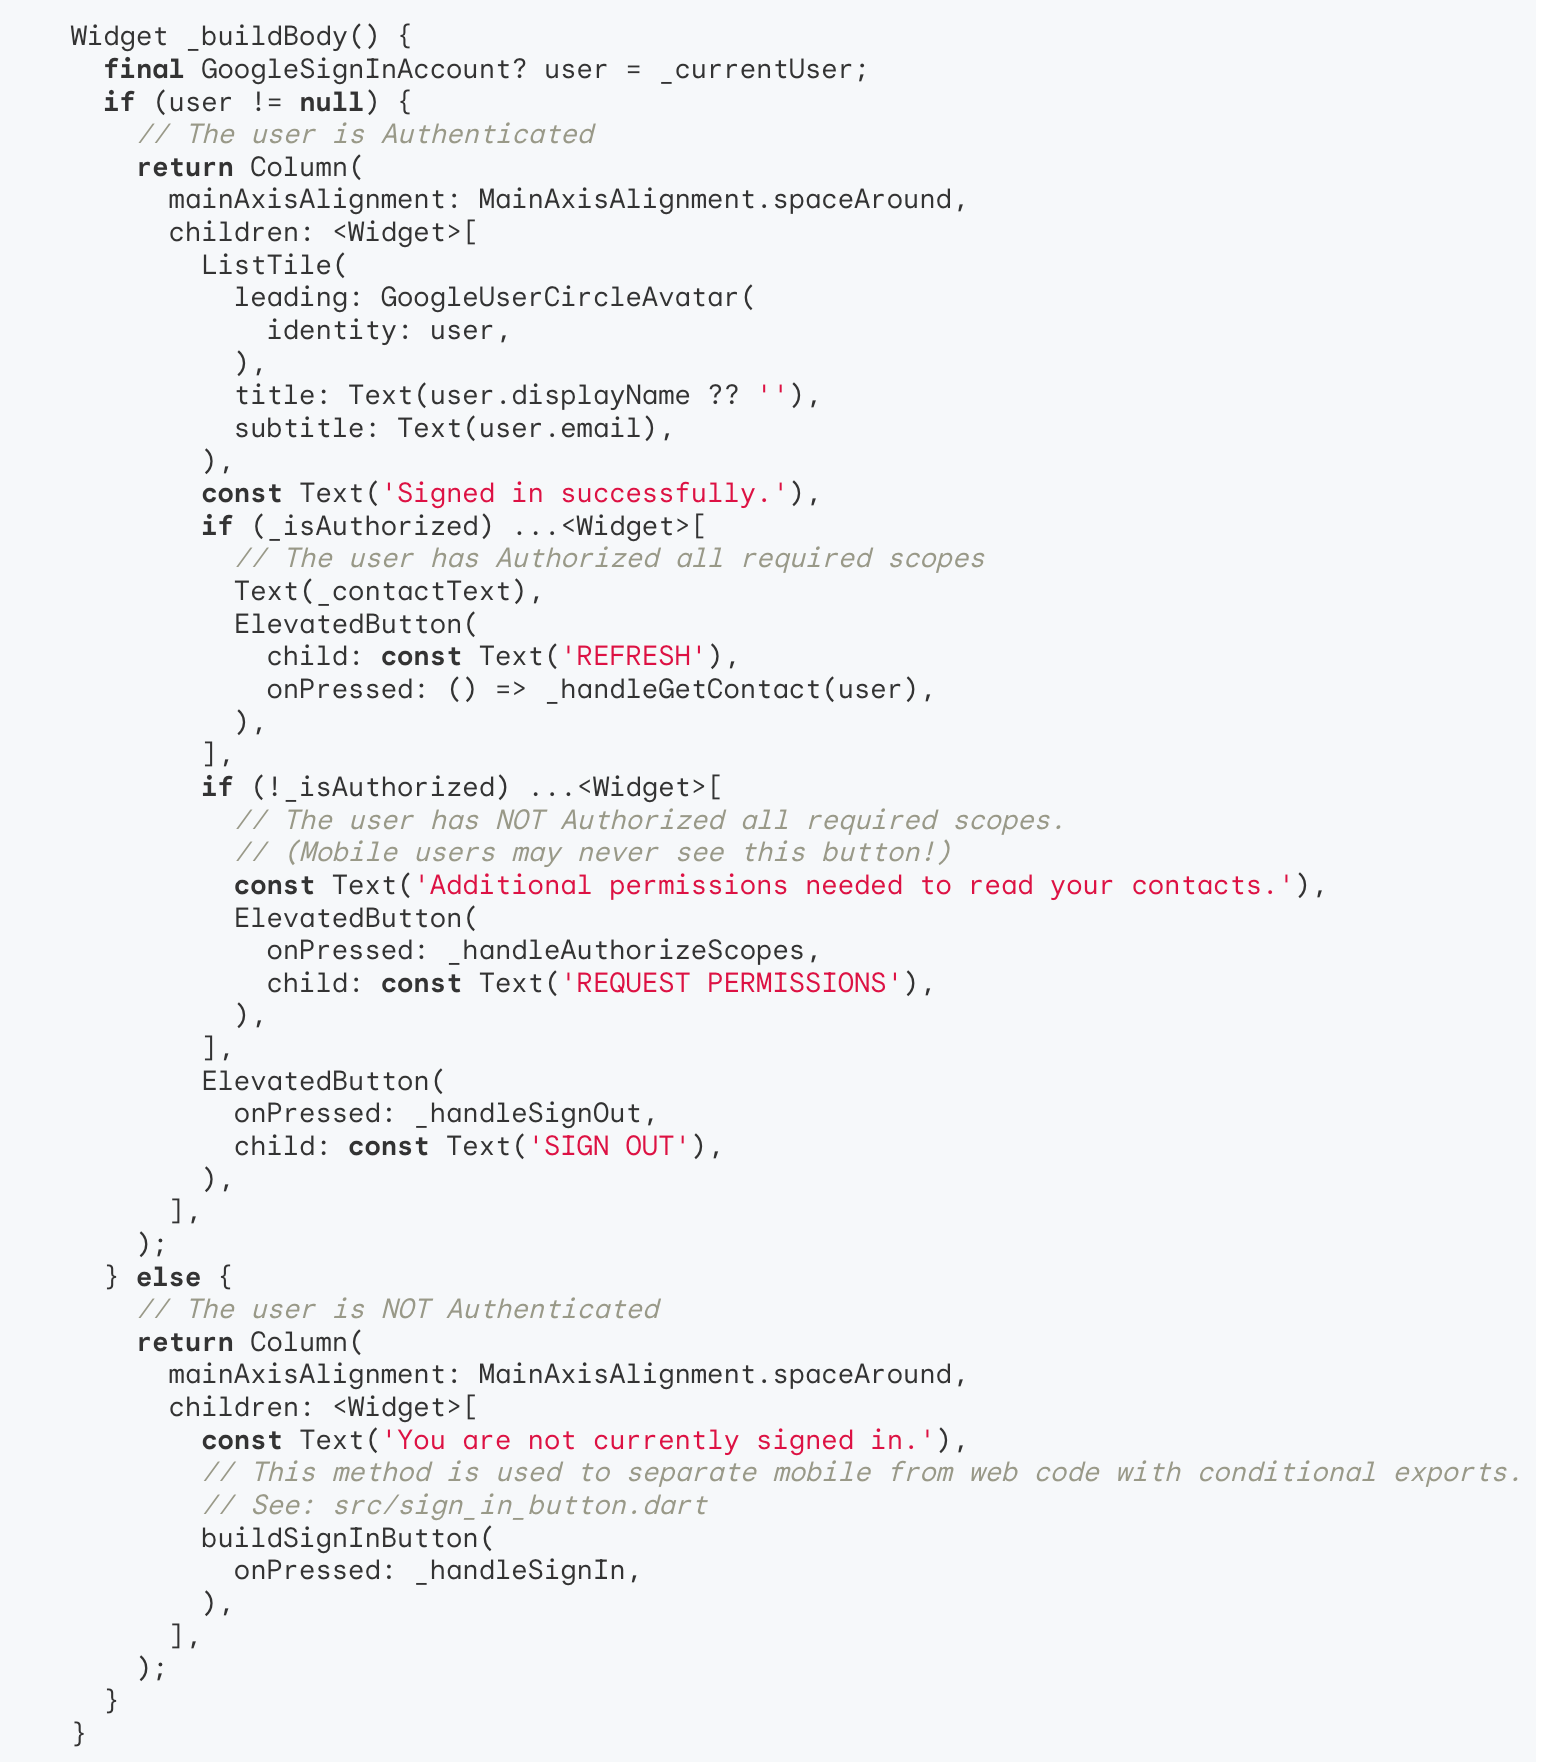 Widget _buildBody() {
  final GoogleSignInAccount? user = _currentUser;
  if (user != null) {
    // The user is Authenticated
    return Column(
      mainAxisAlignment: MainAxisAlignment.spaceAround,
      children: <Widget>[
        ListTile(
          leading: GoogleUserCircleAvatar(
            identity: user,
          ),
          title: Text(user.displayName ?? ''),
          subtitle: Text(user.email),
        ),
        const Text('Signed in successfully.'),
        if (_isAuthorized) ...<Widget>[
          // The user has Authorized all required scopes
          Text(_contactText),
          ElevatedButton(
            child: const Text('REFRESH'),
            onPressed: () => _handleGetContact(user),
          ),
        ],
        if (!_isAuthorized) ...<Widget>[
          // The user has NOT Authorized all required scopes.
          // (Mobile users may never see this button!)
          const Text('Additional permissions needed to read your contacts.'),
          ElevatedButton(
            onPressed: _handleAuthorizeScopes,
            child: const Text('REQUEST PERMISSIONS'),
          ),
        ],
        ElevatedButton(
          onPressed: _handleSignOut,
          child: const Text('SIGN OUT'),
        ),
      ],
    );
  } else {
    // The user is NOT Authenticated
    return Column(
      mainAxisAlignment: MainAxisAlignment.spaceAround,
      children: <Widget>[
        const Text('You are not currently signed in.'),
        // This method is used to separate mobile from web code with conditional exports.
        // See: src/sign_in_button.dart
        buildSignInButton(
          onPressed: _handleSignIn,
        ),
      ],
    );
  }
}